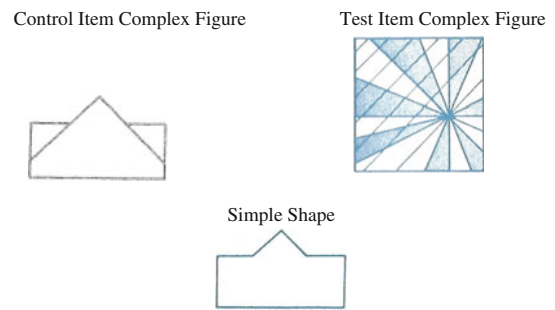 Control Item Complex Figure
Test Item Complex Figure
Simple Shape